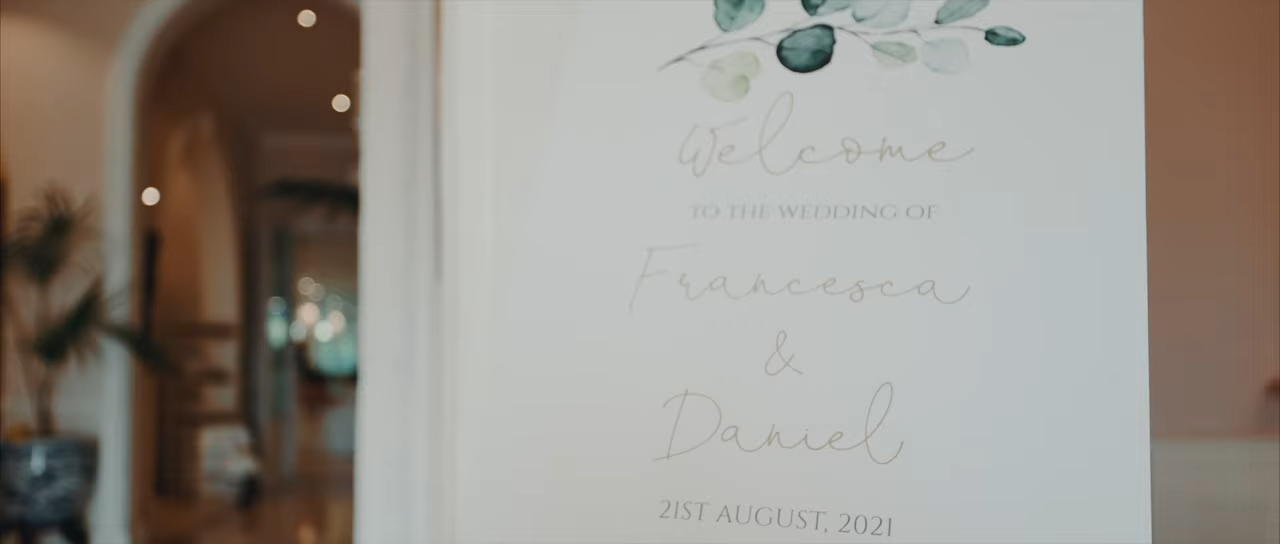 Welcome
TO THE WEDDING OF
Francesca
&
Daniel
21ST AUGUST, 2021